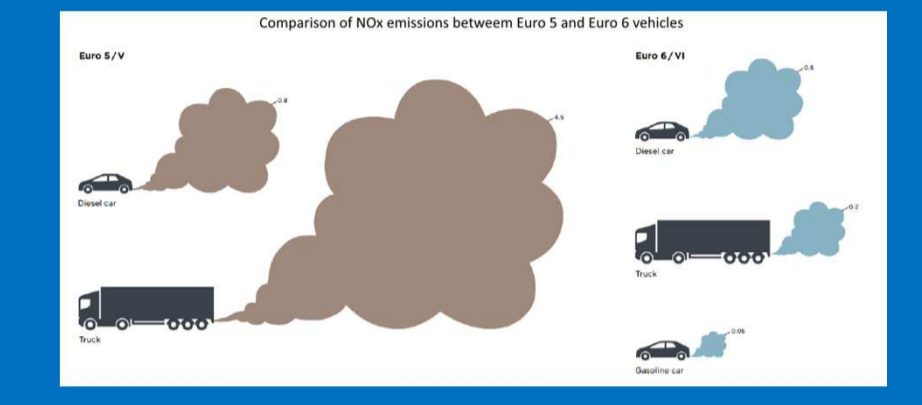 Comparison of NOx emissions betweem Euro 5 and Euro 6 vehicles
Euro 5/V
0.8
4.5
Diesel car
Truck
Euro 6/VI
0.5
Diesel car
0.2
Truck
0.05
Gasoline car